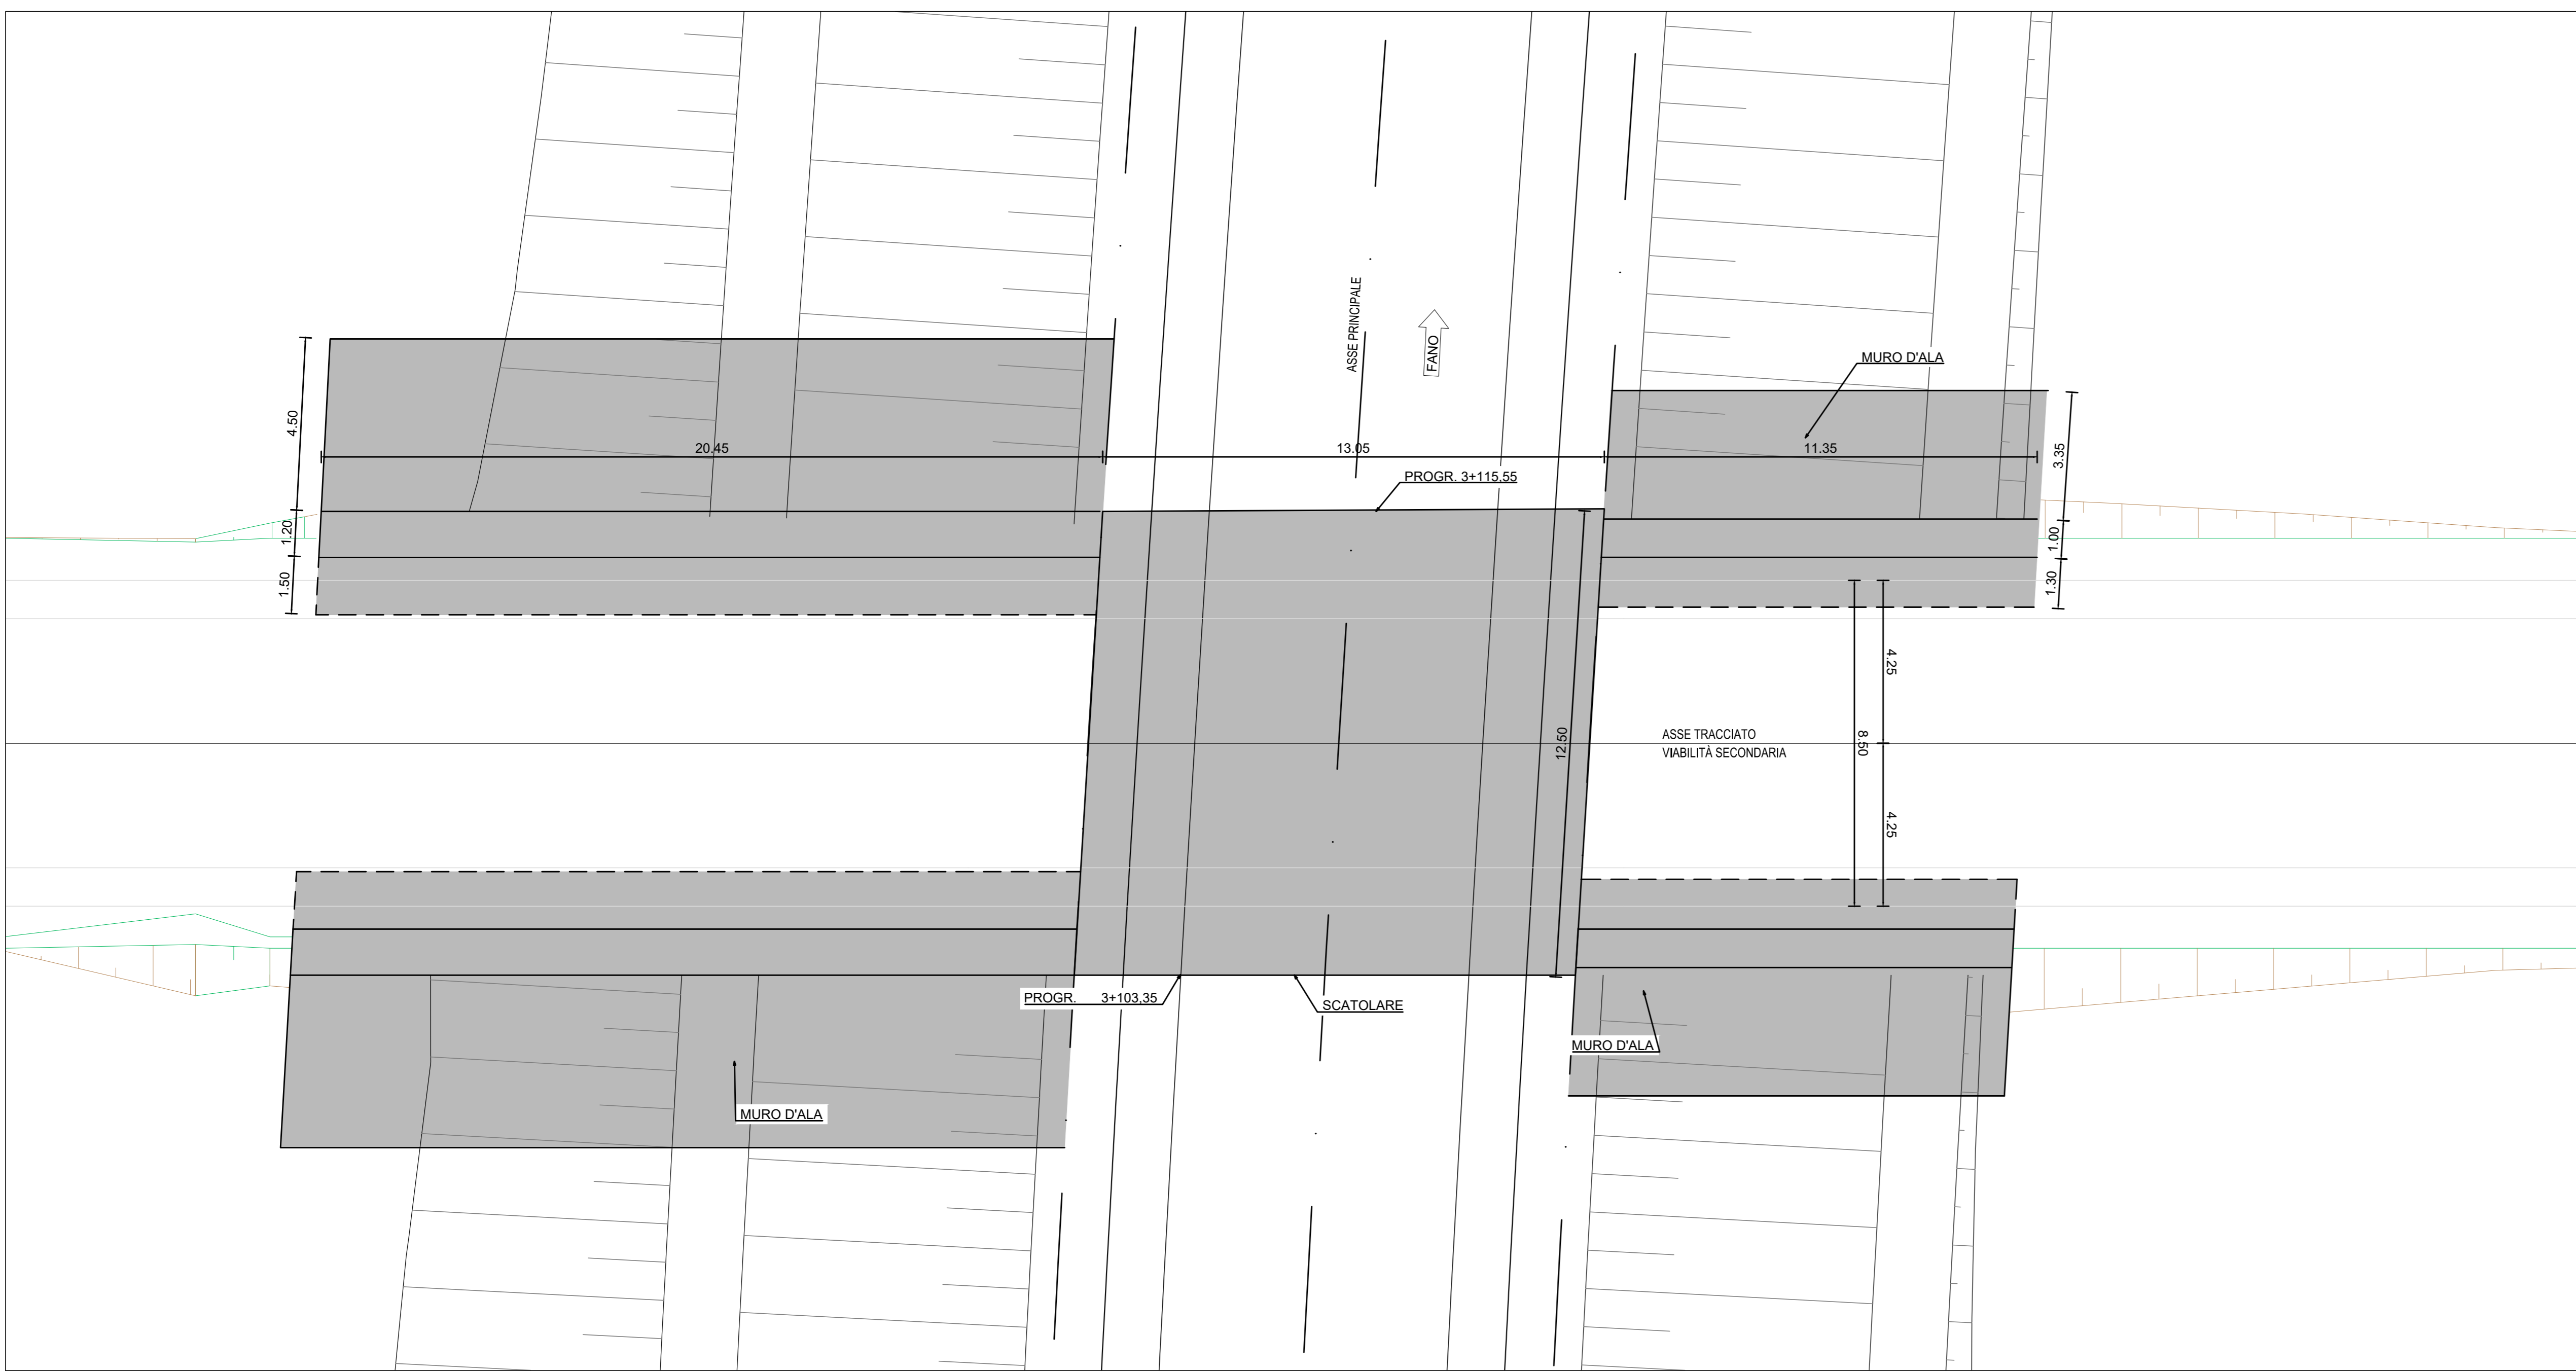 ASSE PRINCIPALE
FANO
MURO D'ALA
4.50
20.45
13.05
11.35
3.35
PROGR. 3+115,55
1.20
1.00
1.50
1.30
4.25
12.50
ASSE TRACCIATO
VIABILITÀ SECONDARIA
8.50
4.25
PROGR. 3+103,35
SCATOLARE
MURO D'ALA
MURO D'ALA